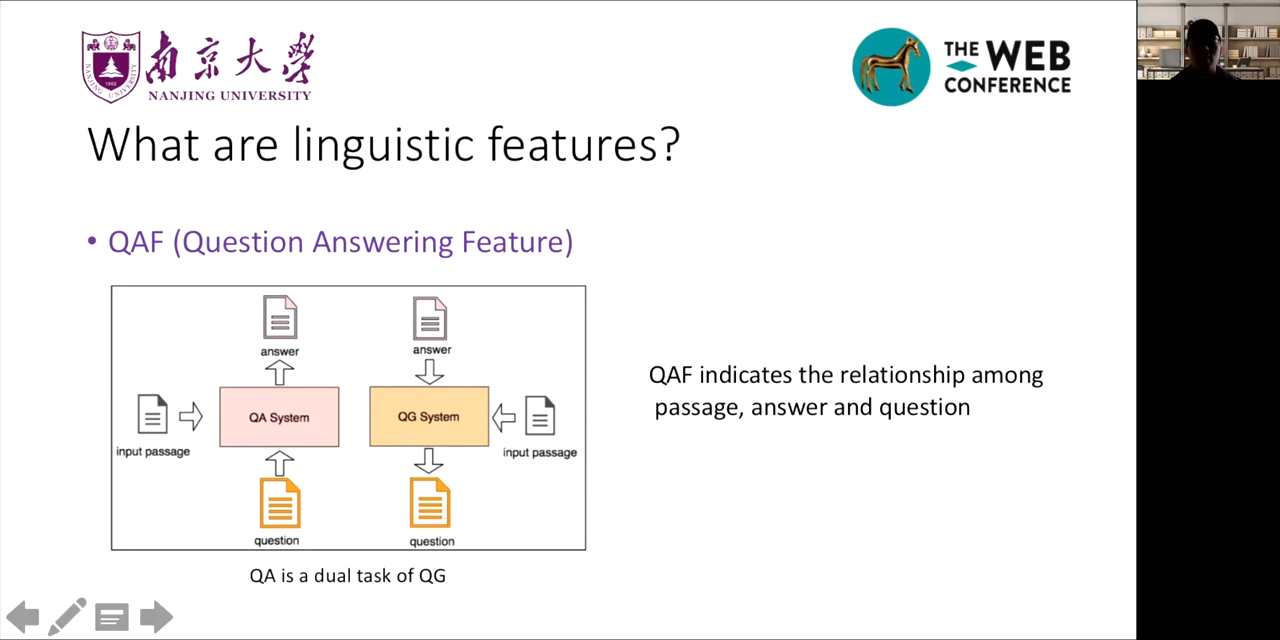 南京大學
NANJING UNIVERSITY
THE WEB
CONFERENCE
What are linguistic features?
• QAF (Question Answering Feature)
answer
answer
QA System
QG System
input passage
input passage
question
question
QAF indicates the relationship among
passage, answer and question
QA is a dual task of QG